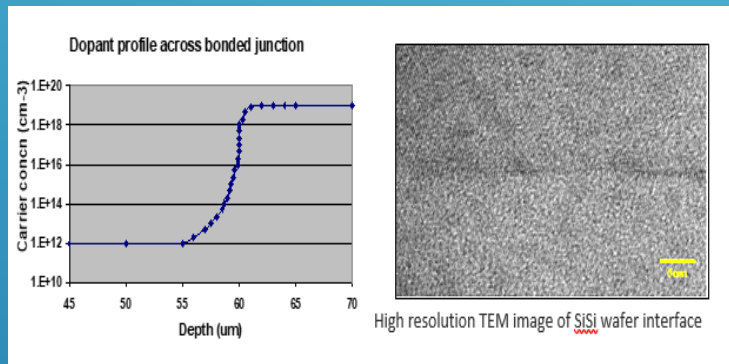 Dopant profile across bonded junction
Carrier concn (cm-3)
1.E+20
1.E+18
1.E+16
1.E+14
1.E+12
1.E+10
45 50 55 60 65 70
Depth (um)
High resolution TEM image of SiSi wafer interface